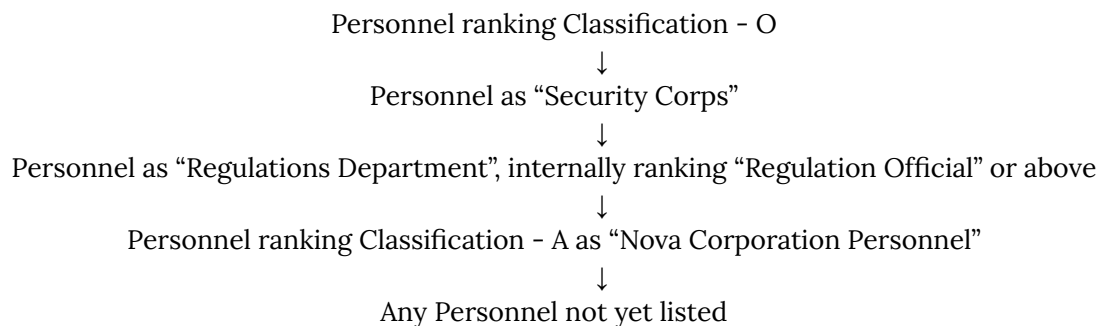 Personnel ranking Classification - O
↓
Personnel as “Security Corps”
↓
Personnel as “Regulations Department”, internally ranking “Regulation Official” or above
↓
Personnel ranking Classification - A as “Nova Corporation Personnel”
↓
Any Personnel not yet listed